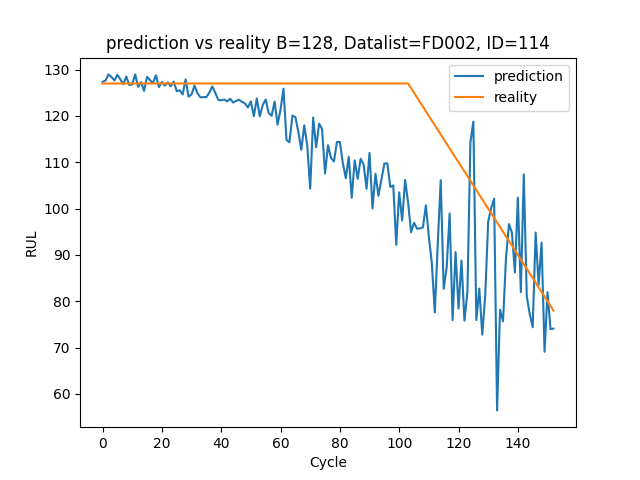 prediction vs reality B=128, Datalist=FD002, ID=114
prediction
reality
RUL
130
120
110
100
90
80
70
60
0 20 40 60 80 100 120 140
Cycle